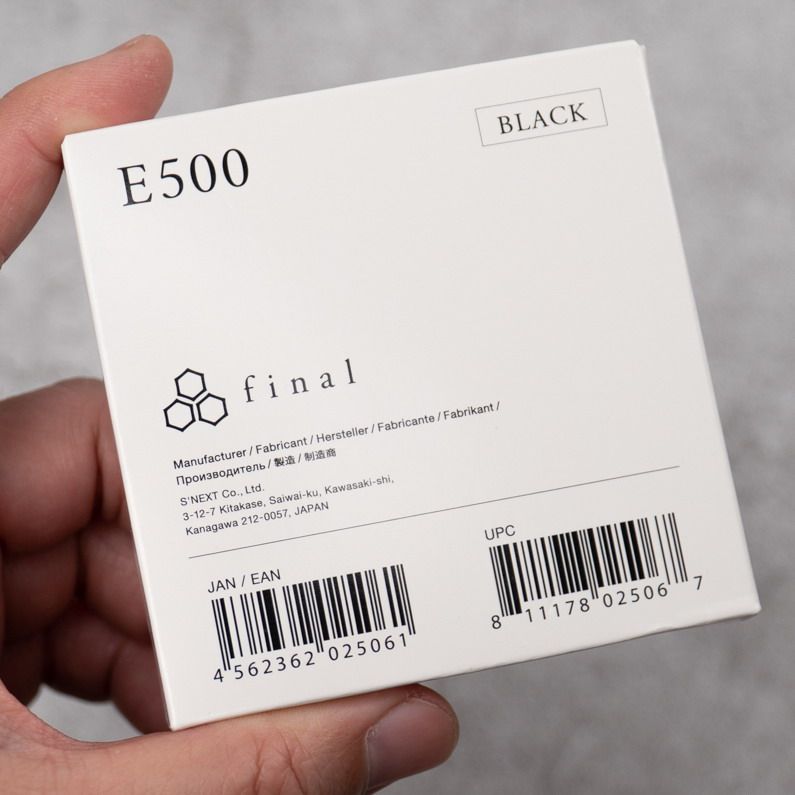 E500
BLACK
final
Manufacturer / Fabricant / Hersteller / Fabricante / Fabrikant /
Производитель / 製造 / 制造商
S'NEXT Co., Ltd.
3-12-7 Kitakase, Saiwai-ku, Kawasaki-shi,
Kanagawa 212-0057, JAPAN
JAN / EAN
4 562362 025061
UPC
8 11178 02506 7